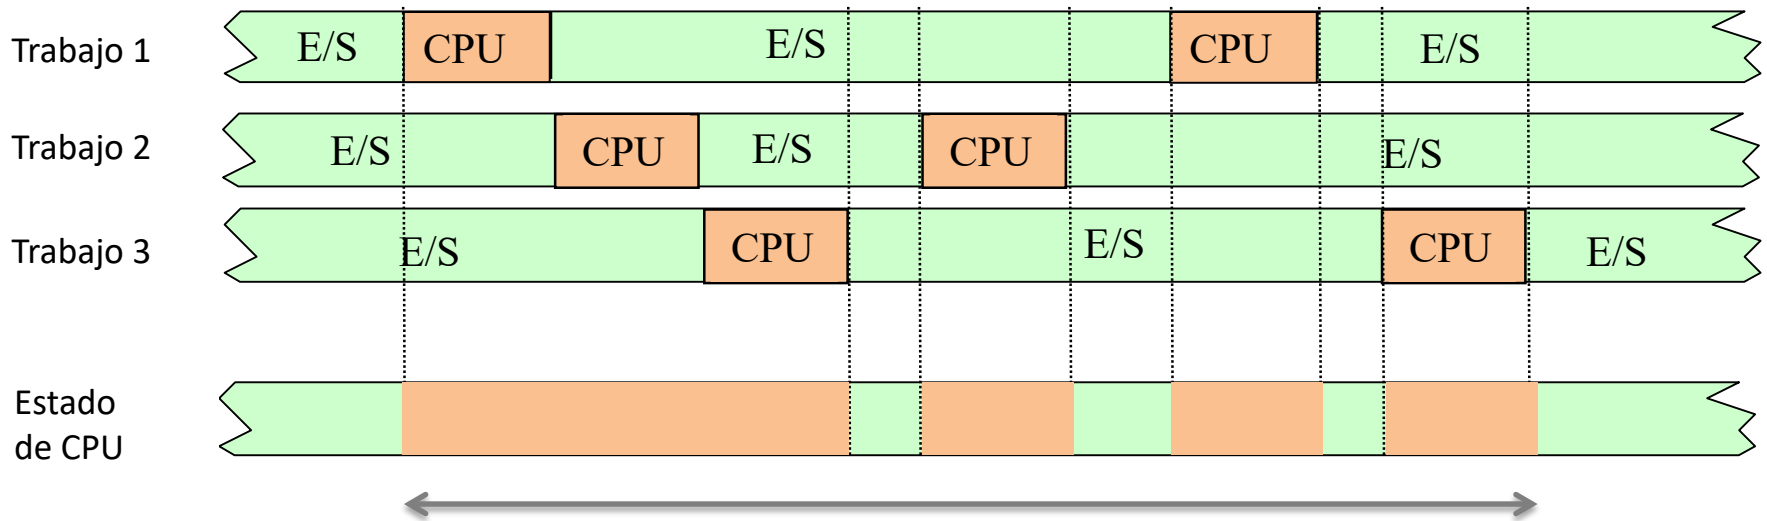 Trabajo 1 E/S CPU E/S CPU E/S
Trabajo 2 E/S CPU E/S CPU E/S
Trabajo 3 E/S CPU E/S CPU E/S
Estado
de CPU